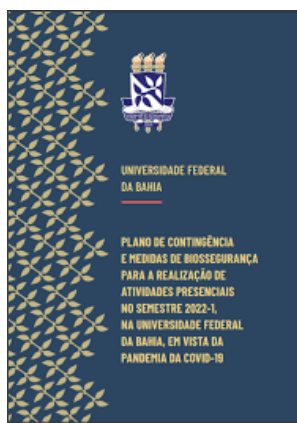 UNIVERSIDADE FEDERAL
DA BAHIA
PLANO DE CONTINGÊNCIA
E MEDIDAS DE BIOSSEGURANÇA
PARA A REALIZAÇÃO DE
ATIVIDADES PRESENCIAIS
NO SEMESTRE 2022-1,
NA UNIVERSIDADE FEDERAL
DA BAHIA, EM VISTA DA
PANDEMIA DA COVID-19